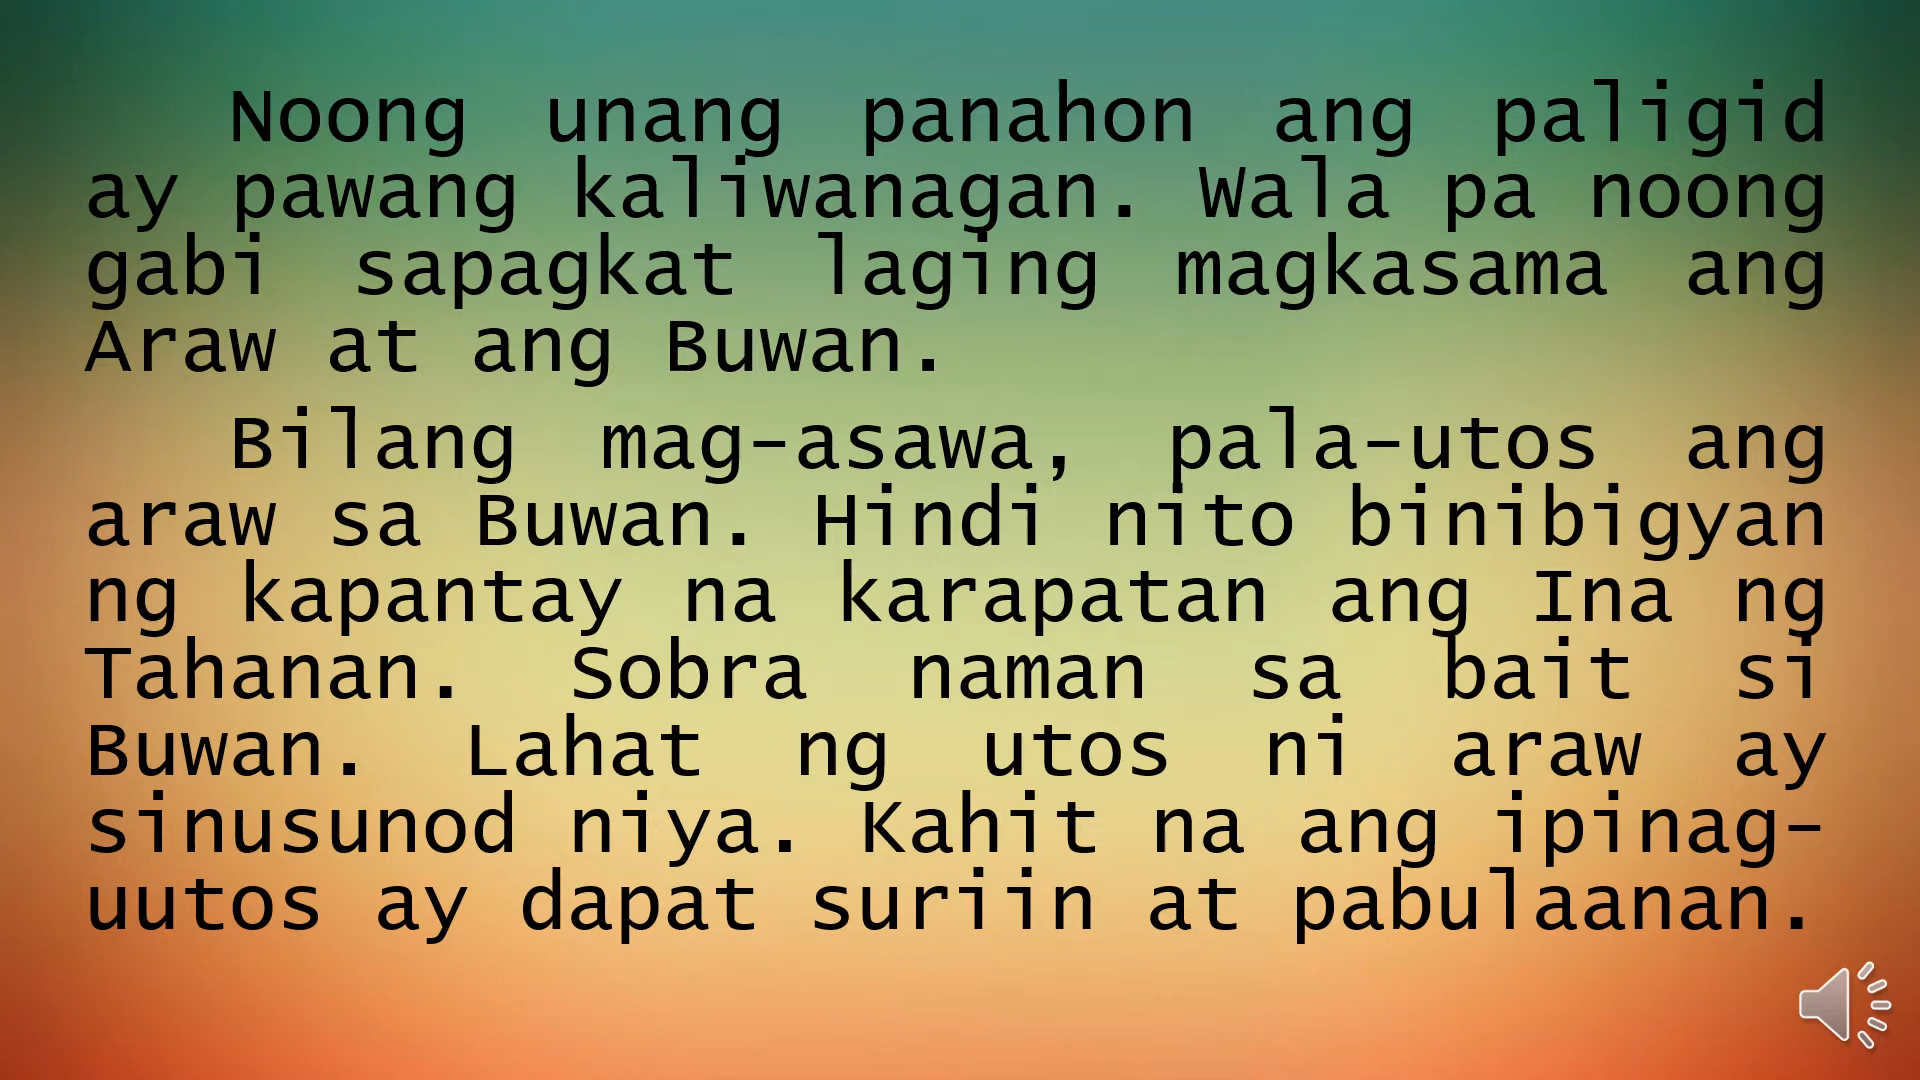 Noong unang panahon ang paligid
ay pawang kaliwanagan. Wala pa noong
gabi sapagkat laging magkasama ang
Araw at ang Buwan.
Bilang mag-asawa, pala-utos ang
araw sa Buwan. Hindi nito binibigyan
ng kapantay na karapatan ang Ina ng
Tahanan. Sobra naman sa bait si
Buwan. Lahat ng utos ni araw ay
sinusunod niya. Kahit na ang ipinag-
uutos ay dapat suriin at pabulaanan.